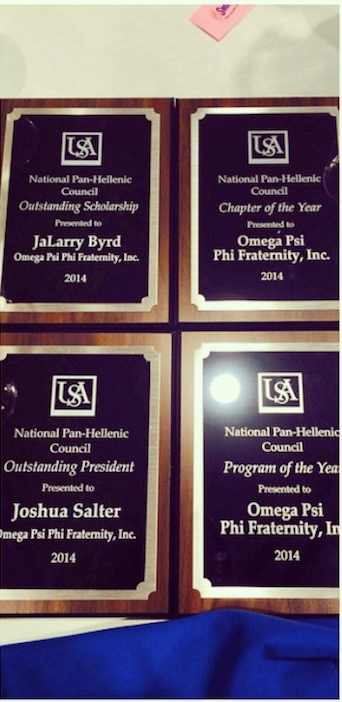 USA
National Pan-Hellenic
Council
Outstanding Scholarship
Presented to
JaLarry Byrd
Omega Psi Phi Fraternity, Inc.
2014
USA
National Pan-Hellenic
Council
Chapter of the Year
Presented to
Omega Psi
Phi Fraternity, Inc.
2014
USA
National Pan-Hellenic
Council
Outstanding President
Presented to
Joshua Salter
Omega Psi Phi Fraternity, Inc.
2014
USA
National Pan-Hellenic
Council
Program of the Year
Presented to
Omega Psi
Phi Fraternity, In
2014